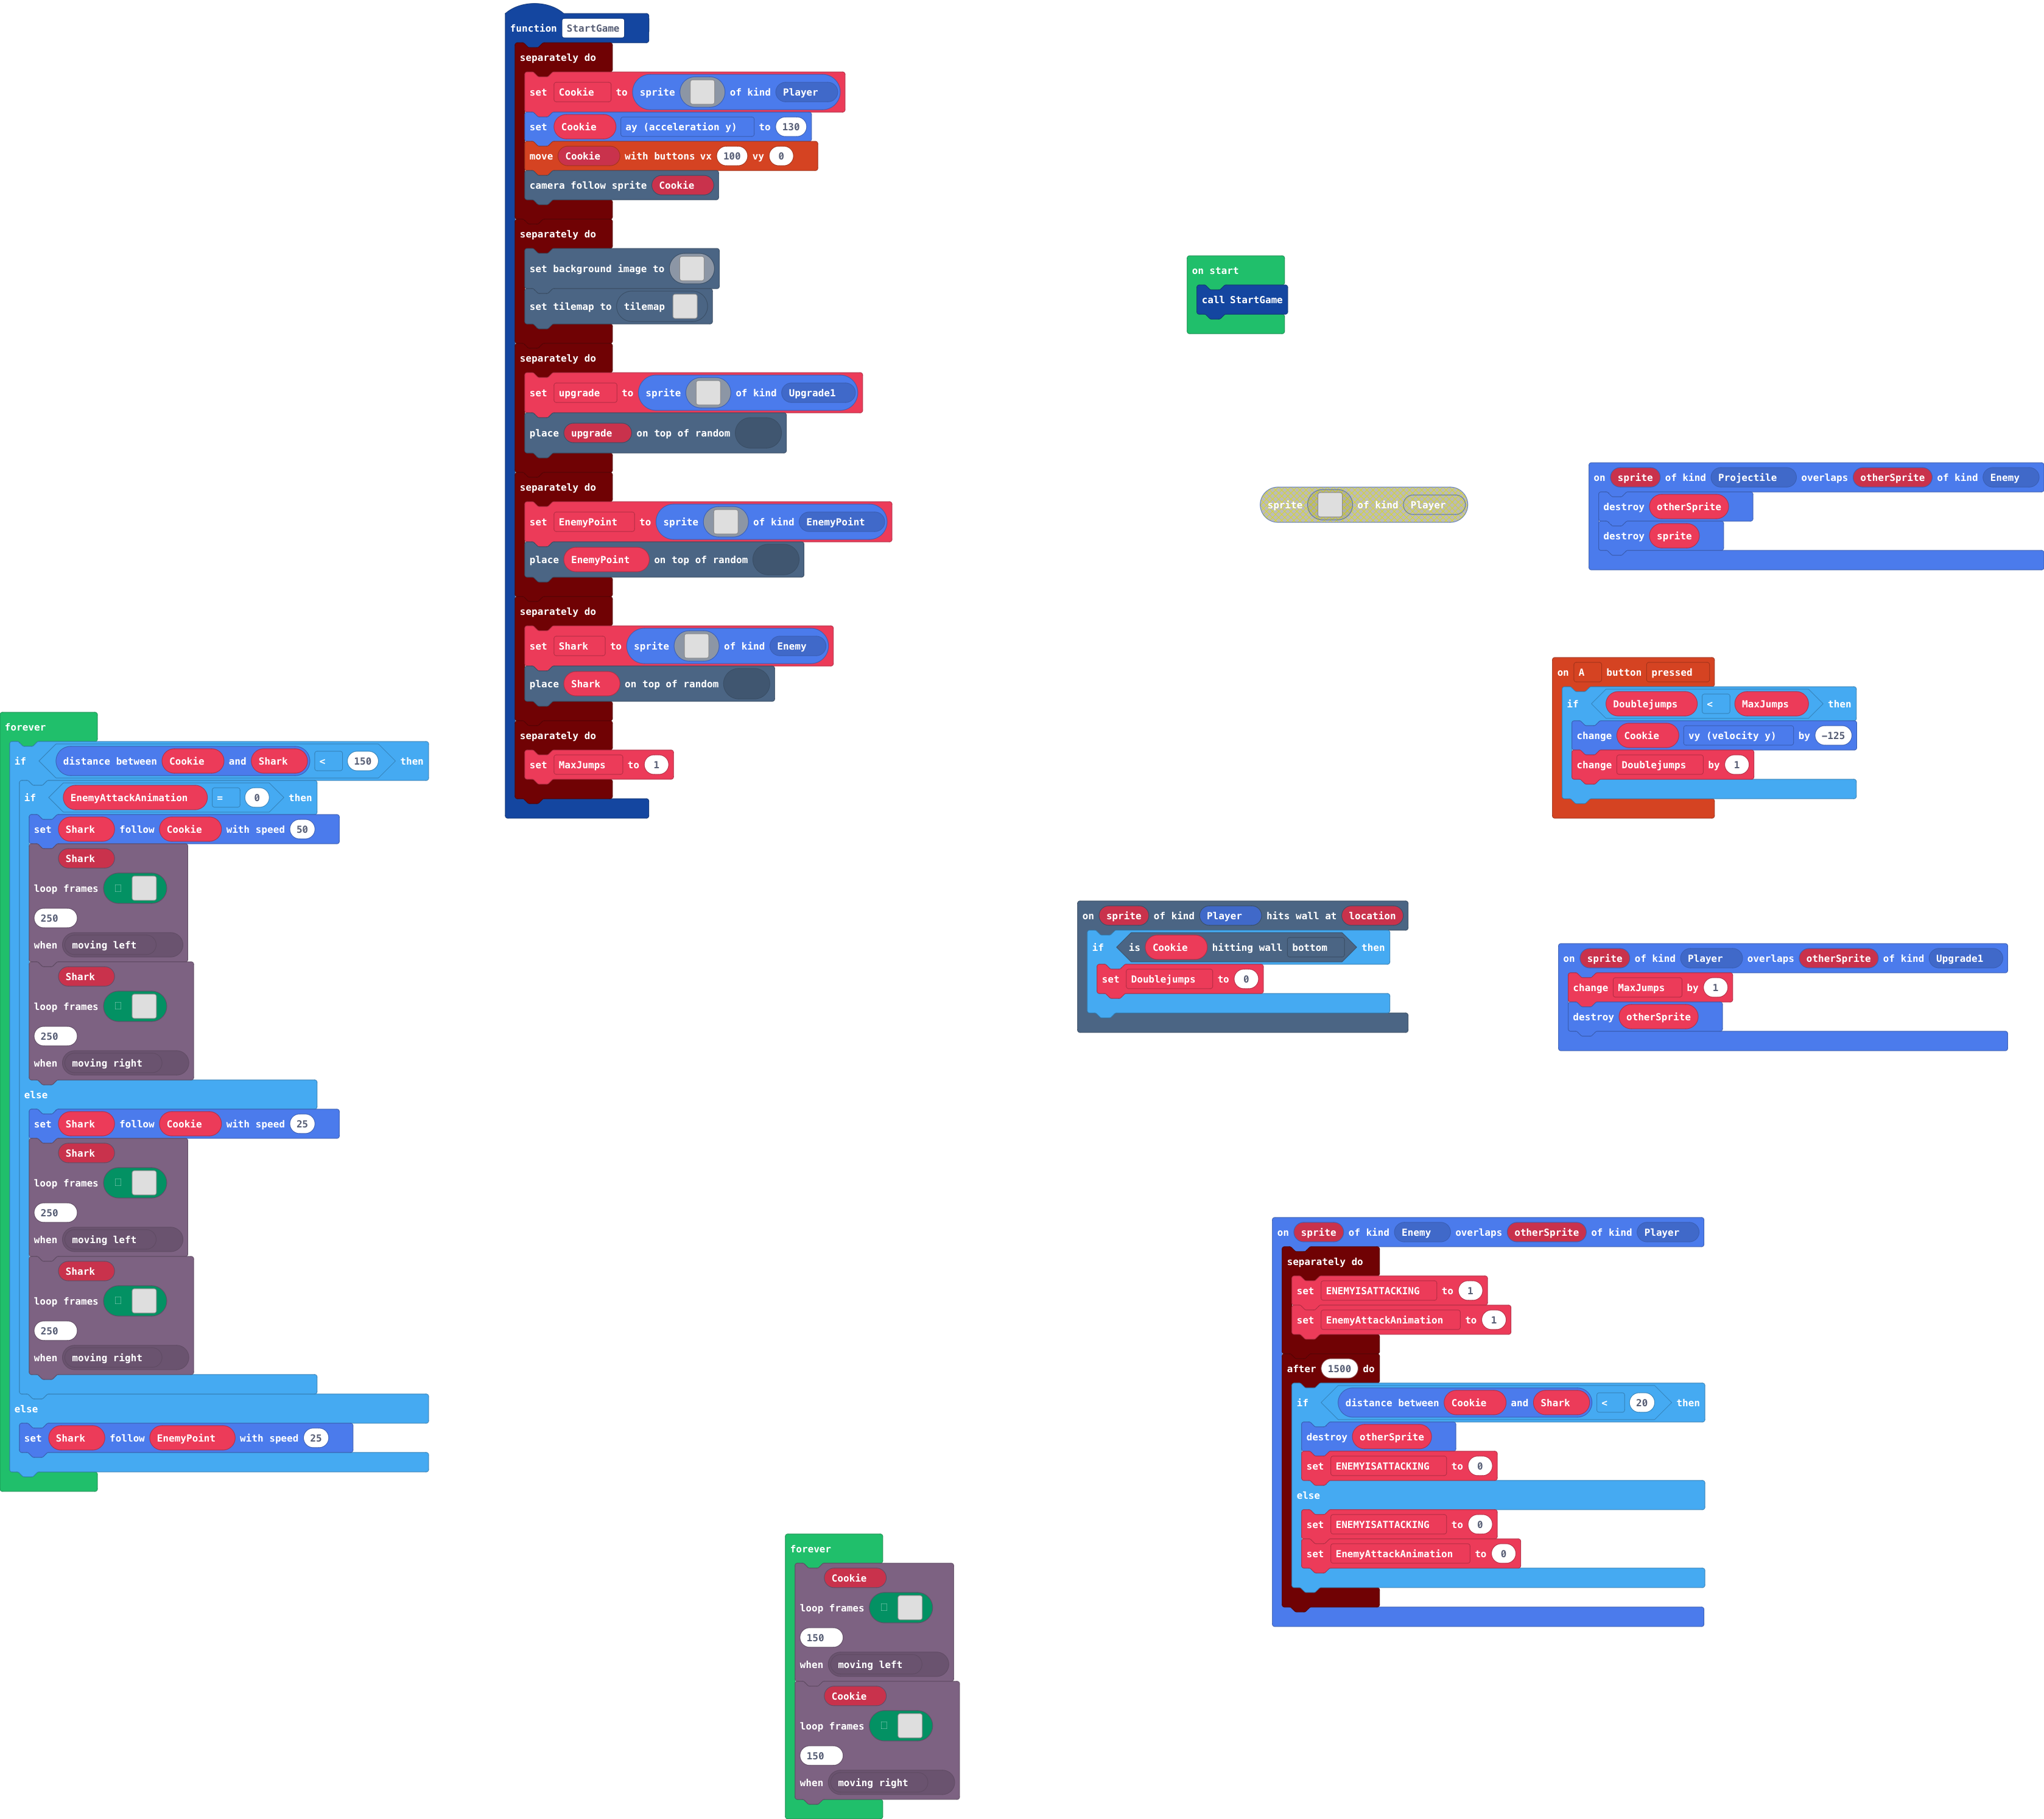 function StartGame
separately do
set Cookie to sprite of kind Player
set Cookie ay (acceleration y) to 130
move Cookie with buttons vx 100 vy 0
camera follow sprite Cookie
separately do
set background image to
set tilemap to tilemap
separately do
set upgrade to sprite of kind Upgrade1
place upgrade on top of random
separately do
set EnemyPoint to sprite of kind EnemyPoint
place EnemyPoint on top of random
separately do
set Shark to sprite of kind Enemy
place Shark on top of random
separately do
set MaxJumps to 1
on start
call StartGame
sprite of kind Player
on sprite of kind Projectile overlaps otherSprite of kind Enemy
destroy otherSprite
destroy sprite
on A button pressed
if Doublejumps < MaxJumps then
change Cookie vy (velocity y) by −125
change Doublejumps by 1
forever
if distance between Cookie and Shark < 150 then
if EnemyAttackAnimation = 0 then
set Shark follow Cookie with speed 50
Shark
loop frames
250
when moving left
Shark
loop frames
250
when moving right
else
set Shark follow Cookie with speed 25
Shark
loop frames
250
when moving left
Shark
loop frames
250
when moving right
else
set Shark follow EnemyPoint with speed 25
on sprite of kind Player hits wall at location
if is Cookie hitting wall bottom then
set Doublejumps to 0
on sprite of kind Player overlaps otherSprite of kind Upgrade1
change MaxJumps by 1
destroy otherSprite
on sprite of kind Enemy overlaps otherSprite of kind Player
separately do
set ENEMYISATTACKING to 1
set EnemyAttackAnimation to 1
after 1500 do
if distance between Cookie and Shark < 20 then
destroy otherSprite
set ENEMYISATTACKING to 0
else
set ENEMYISATTACKING to 0
set EnemyAttackAnimation to 0
forever
Cookie
loop frames
150
when moving left
Cookie
loop frames
150
when moving right